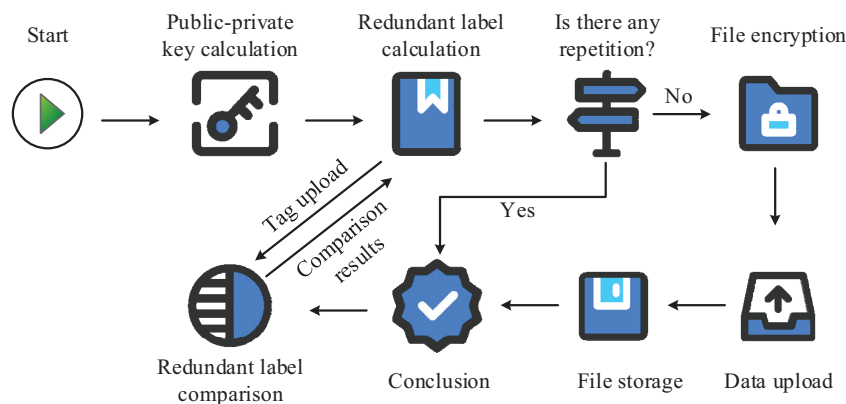 Start
Public-private
key calculation
Redundant label
calculation
Is there any
repetition?
File encryption
No
Tag upload
Comparison
results
Yes
Redundant label
comparison
Conclusion
File storage
Data upload